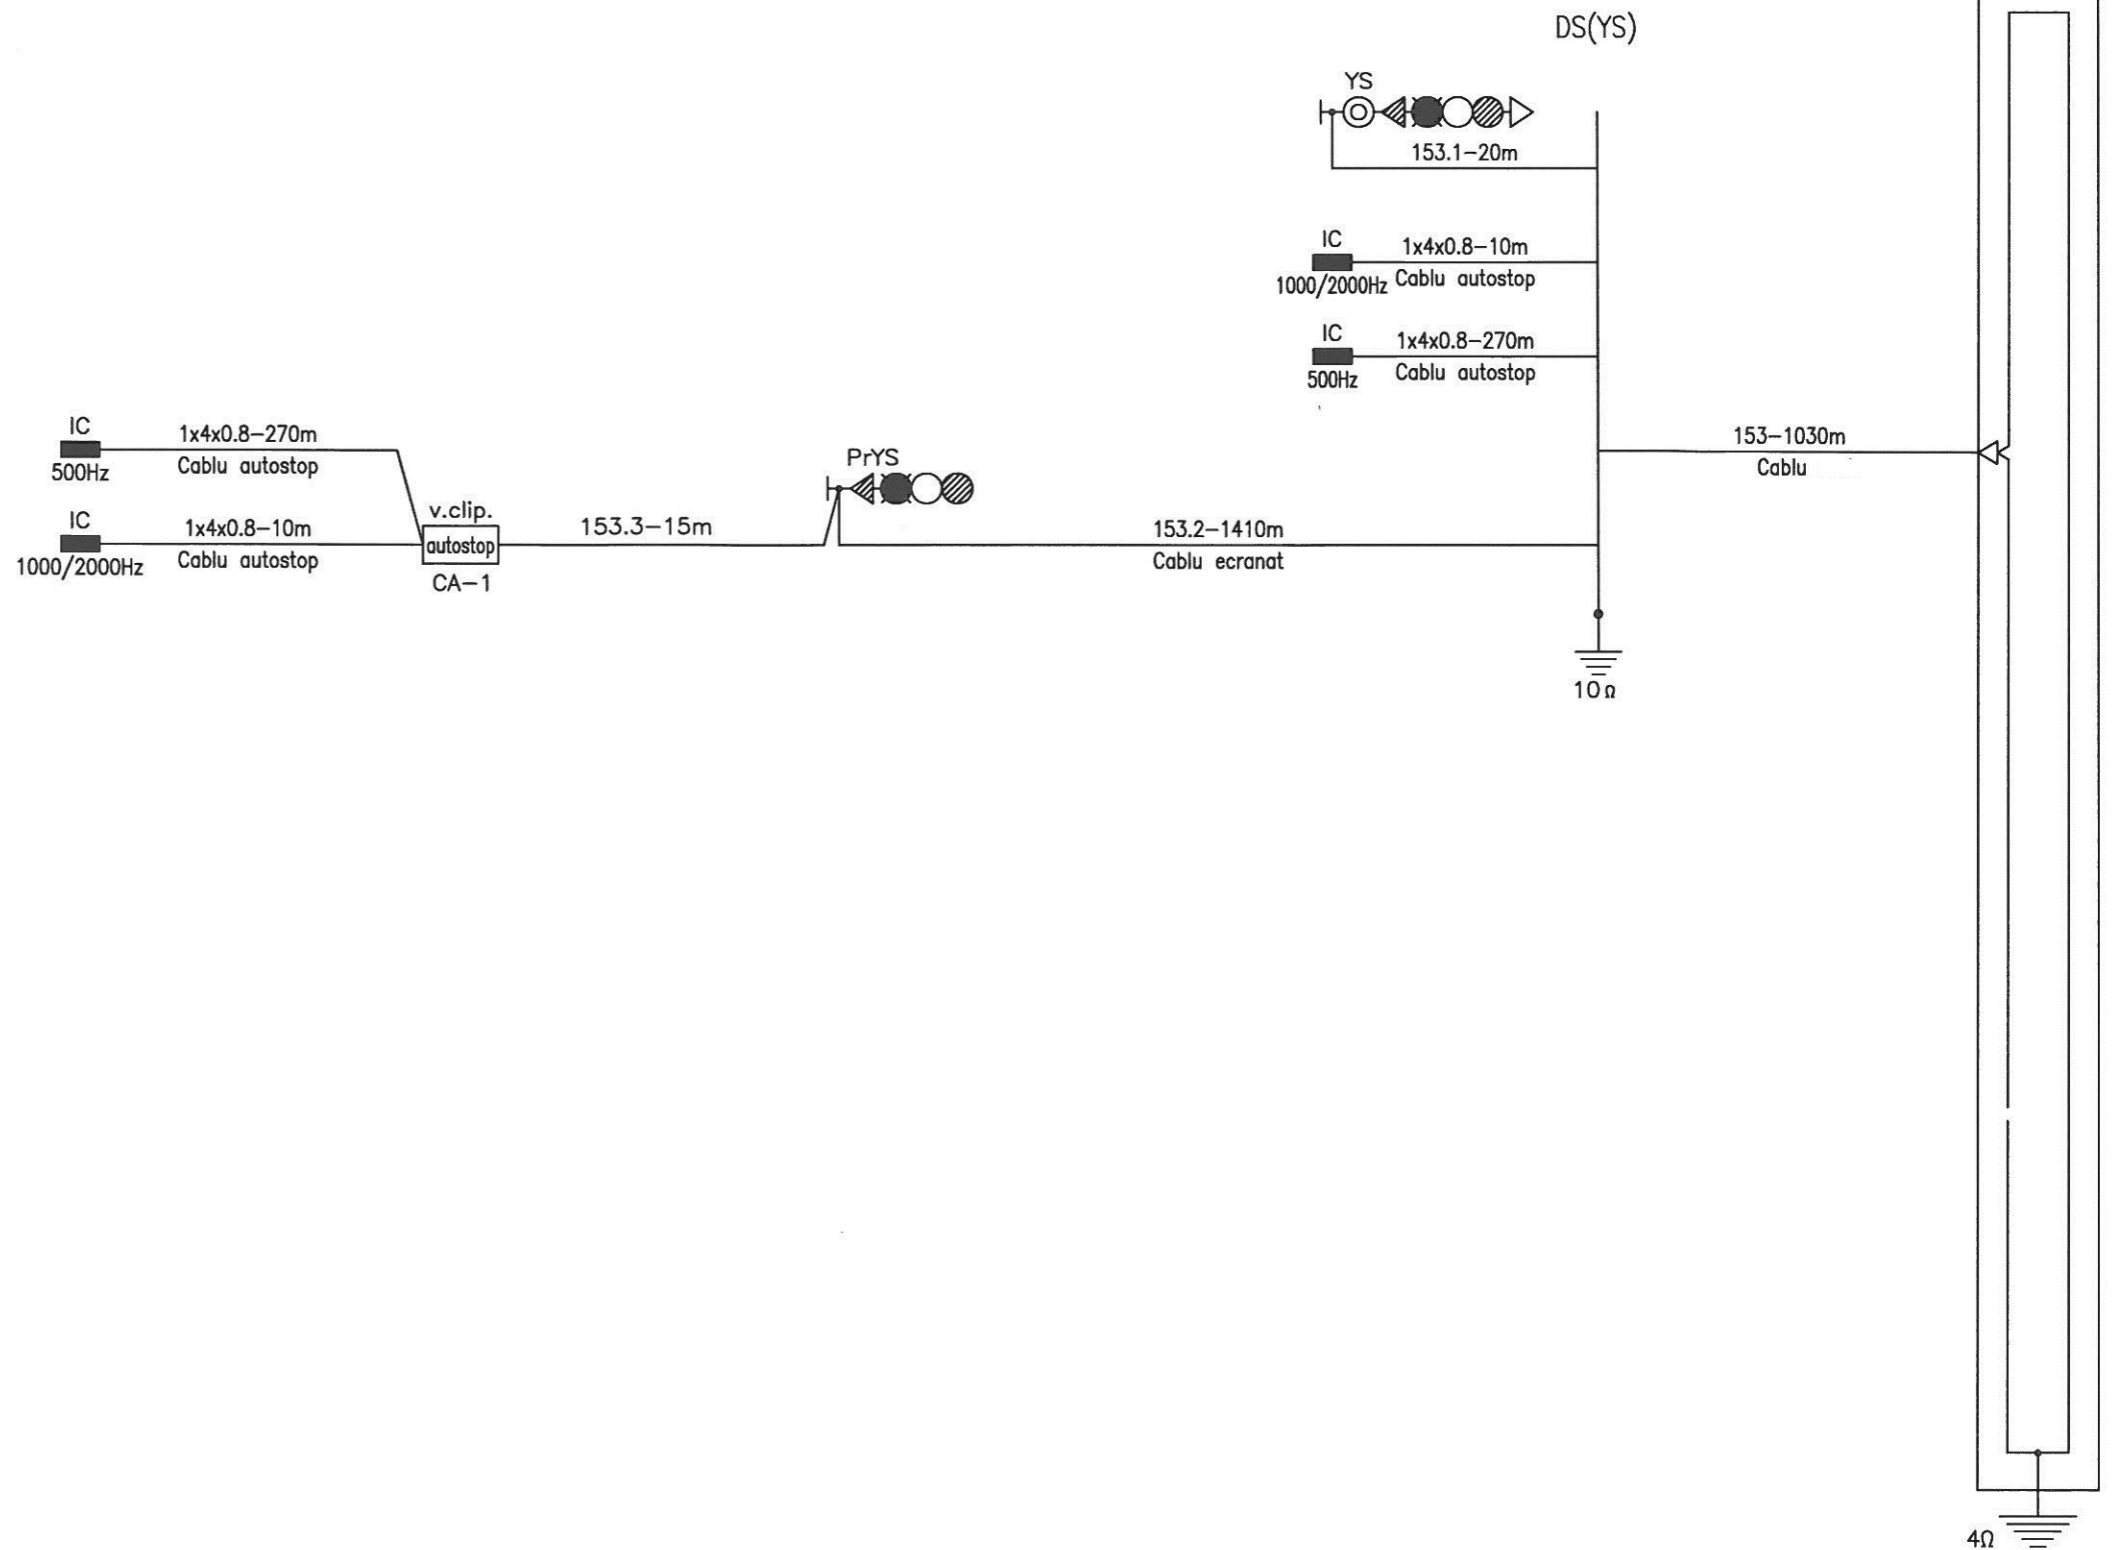 DS(YS)
YS
153.1-20m
IC
1x4x0.8-10m
1000/2000Hz
Cablu autostop
IC
1x4x0.8-270m
500Hz
Cablu autostop
IC
1x4x0.8-270m
500Hz
Cablu autostop
153-1030m
Cablu
PrYS
IC
1x4x0.8-10m
1000/2000Hz
Cablu autostop
v.clip.
autostop
CA-1
153.3-15m
153.2-1410m
Cablu ecranat
10Ω
4Ω